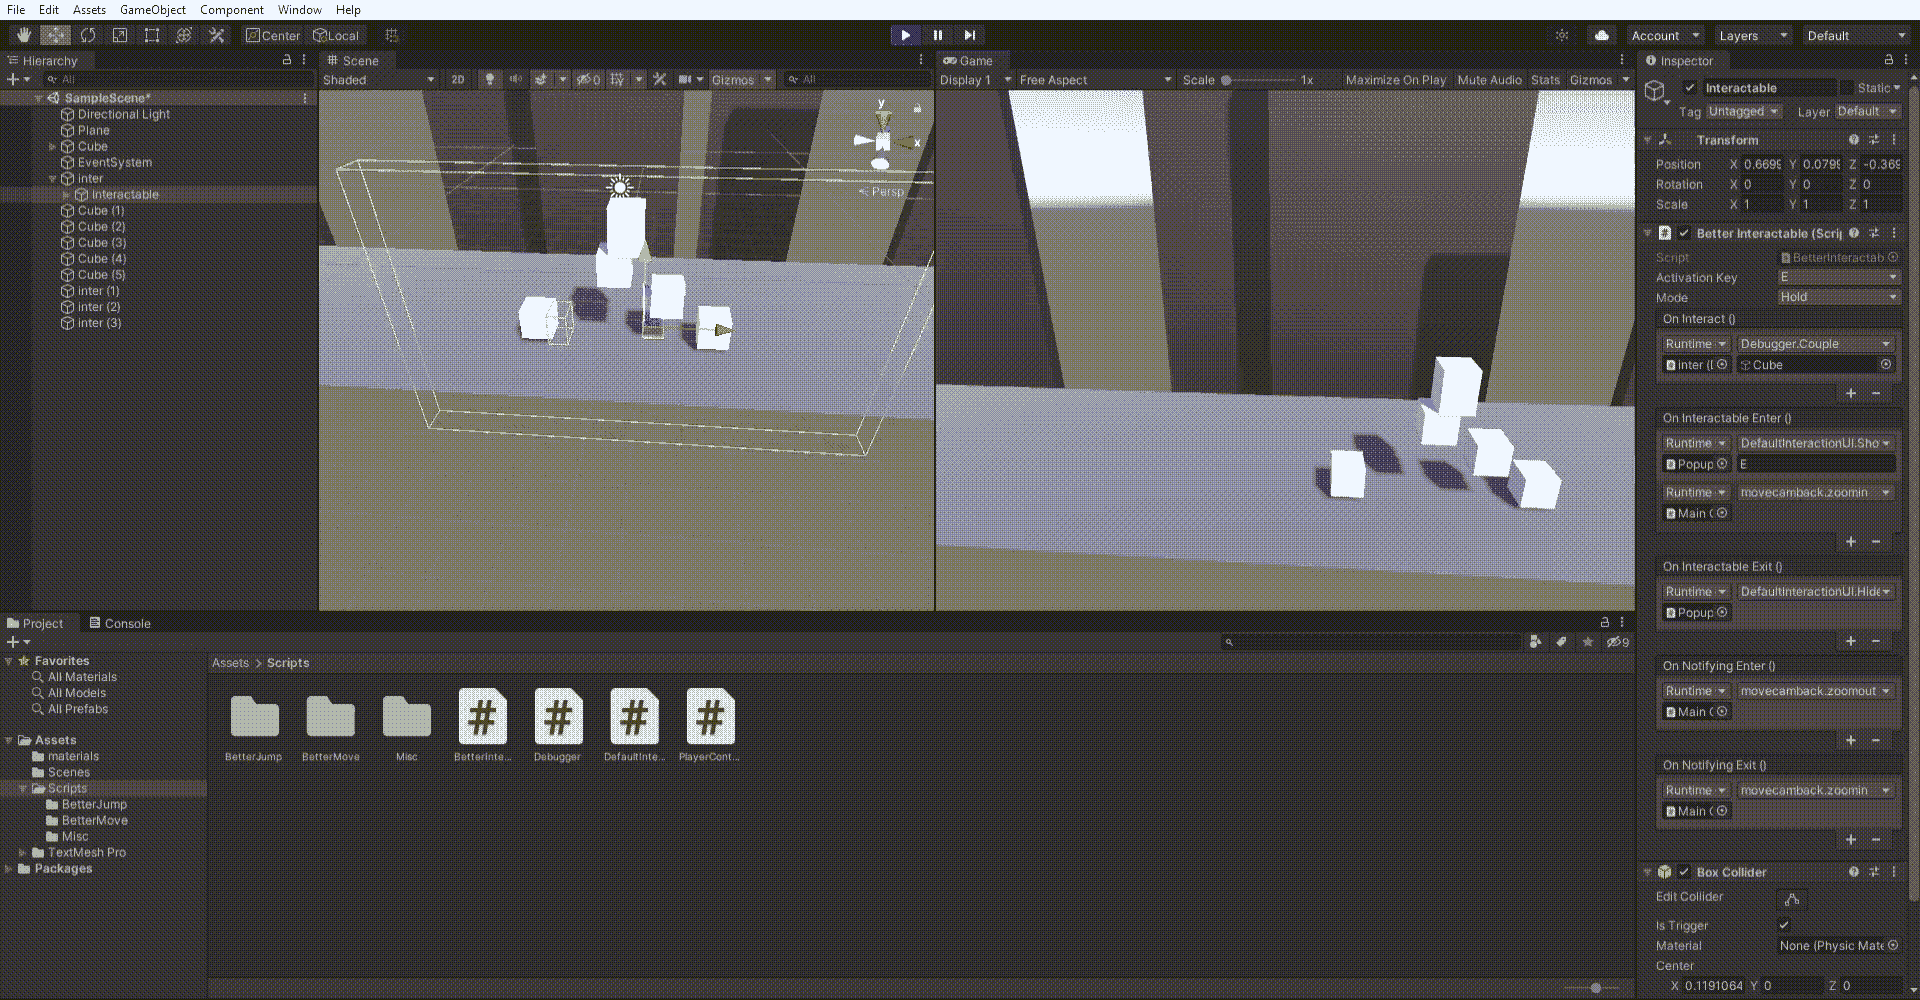 File Edit Assets GameObject Component Window Help
Center Local
Account Layers Default
Hierarchy
All
SampleScene*
Directional Light
Plane
Cube
EventSystem
inter
Interactable
Cube (1)
Cube (2)
Cube (3)
Cube (4)
Cube (5)
inter (1)
inter (2)
inter (3)
Scene
Shaded 2D 0 Gizmos All
y
x
Persp
Game
Display 1 Free Aspect Scale 1x Maximize On Play Mute Audio Stats Gizmos
Inspector
Interactable Static
Tag Untagged Layer Default
Transform
Position X 0.6699 Y 0.0799 Z -0.369
Rotation X 0 Y 0 Z 0
Scale X 1 Y 1 Z 1
Better Interactable (Scrip
Script BetterInteractab
Activation Key E
Mode Hold
On Interact ()
Runtime Debugger.Couple
Inter (I Cube
On Interactable Enter ()
Runtime DefaultInteractionUI.Sho
Popup E
Runtime movecamback.zoomin
Main (
On Interactable Exit ()
Runtime DefaultInteractionUI.Hide
Popup
On Notifying Enter ()
Runtime movecamback.zoomout
Main (
On Notifying Exit ()
Runtime movecamback.zoomin
Main (
Box Collider
Edit Collider
Is Trigger
Material None (Physic Mate
Center
X 0.1191064 Y 0 Z 0
Project Console
9
Favorites
All Materials
All Models
All Prefabs
Assets
materials
Scenes
Scripts
BetterJump
BetterMove
Misc
TextMesh Pro
Packages
Assets > Scripts
BetterJump BetterMove Misc BetterInte... Debugger DefaultInte... PlayerCont...